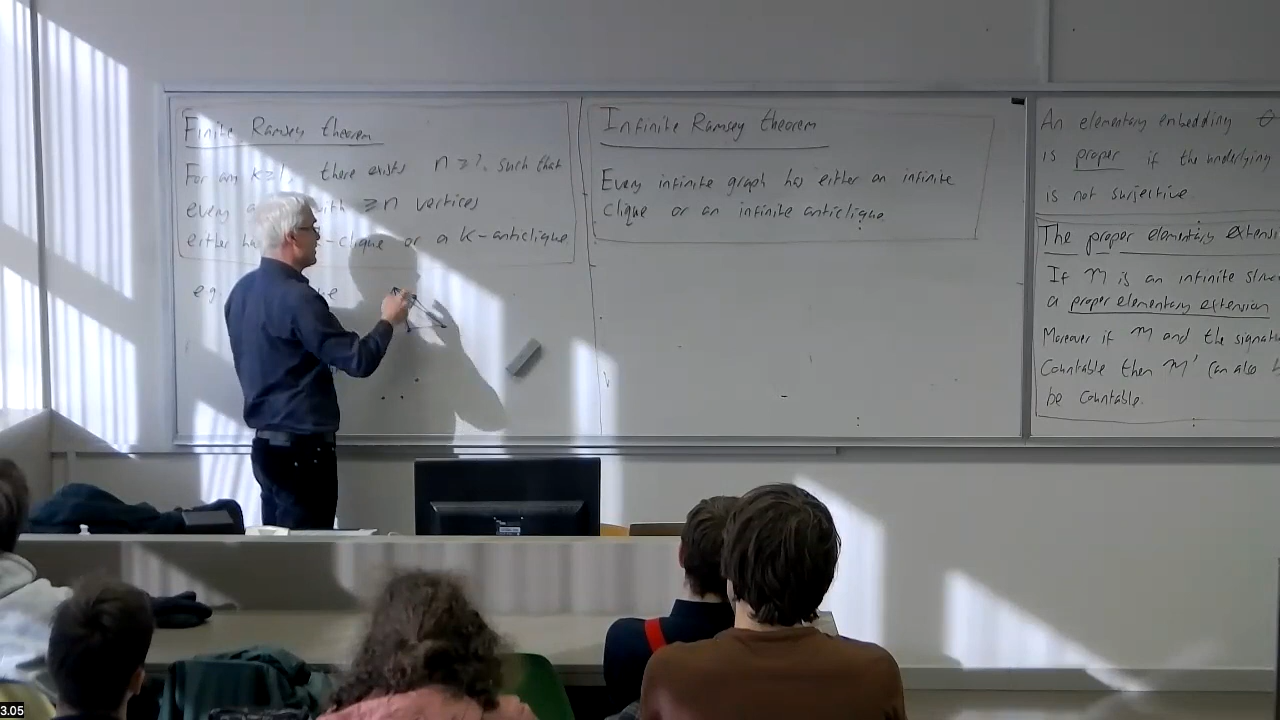 Finite Ramsey theorem
For any k ≥ 1, there exists n ≥ 1, such that
every with ≥ n vertices
either -clique or a k-anticlique.
e.g.
Infinite Ramsey theorem
Every infinite graph has either an infinite
clique or an infinite anticlique.
An elementary embedding θ
is proper if the underlying
is not surjective.
The proper elementary extensi
If M is an infinite struc
a proper elementary extension
Moreover if M and the signatu
Countable then M' can also b
be countable.
3.05